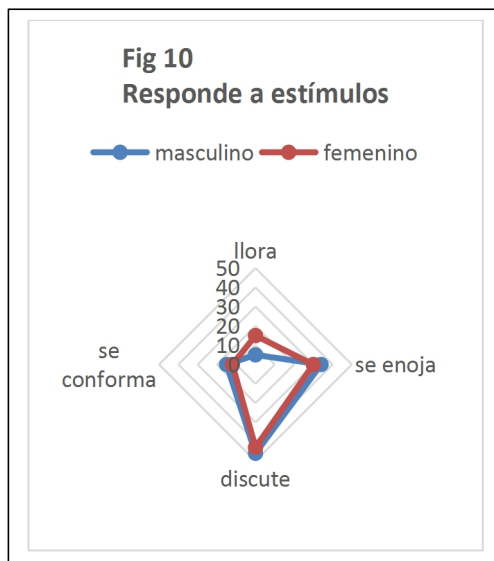 Fig 10
Responde a estímulos
masculino femenino
llora
50
40
30
20
10
0
se
conforma
se enoja
discute